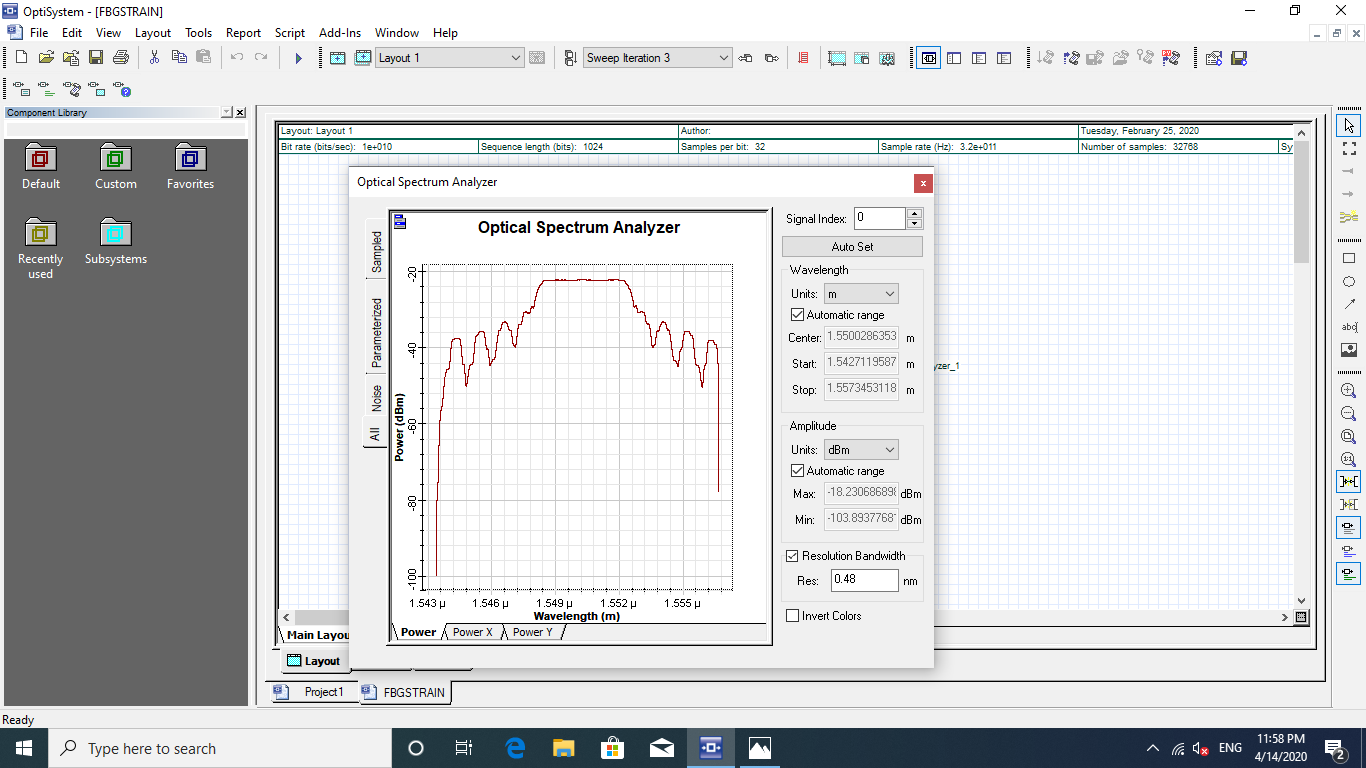 OptiSystem - [FBGSTRAIN]
File Edit View Layout Tools Report Script Add-Ins Window Help
Layout 1
Sweep Iteration 3
Component Library
Default
Custom
Favorites
Recently used
Subsystems
Layout: Layout 1
Author:
Tuesday, February 25, 2020
Bit rate (bits/sec): 1e+010
Sequence length (bits): 1024
Samples per bit: 32
Sample rate (Hz): 3.2e+011
Number of samples: 32768
Sy
Optical Spectrum Analyzer
Sampled
Parameterized
Noise
All
Optical Spectrum Analyzer
Power (dBm)
-20
-40
-60
-80
-100
1.543 µ 1.546 µ 1.549 µ 1.552 µ 1.555 µ
Wavelength (m)
Power Power X Power Y
Signal Index: 0
Auto Set
Wavelength
Units: m
Automatic range
Center: 1.5500286353 m
Start: 1.5427119587 m
Stop: 1.5573453118 m
Amplitude
Units: dBm
Automatic range
Max: -18.23068689 dBm
Min: -103.8937768 dBm
Resolution Bandwidth
Res: 0.48 nm
Invert Colors
yzer_1
abc
1:1
Main Layou
Layout
Project1
FBGSTRAIN
Ready
Type here to search
ENG
11:58 PM
4/14/2020
2